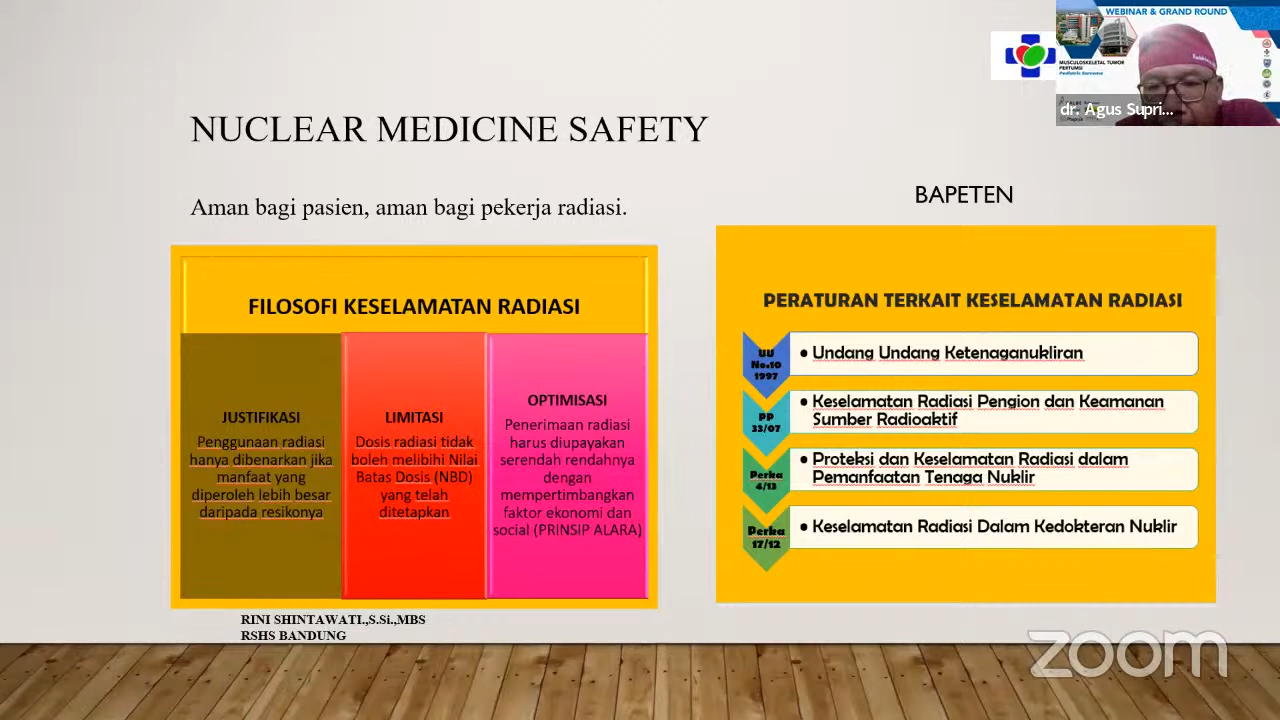 WEBINAR & GRAND ROUND
MUSCULOSKELETAL TUMOR
PERTUMSI
Pediatric Sarcoma
dr. Agus Supri...
NUCLEAR MEDICINE SAFETY
Aman bagi pasien, aman bagi pekerja radiasi.
FILOSOFI KESELAMATAN RADIASI
JUSTIFIKASI
Penggunaan radiasi
hanya dibenarkan jika
manfaat yang
diperoleh lebih besar
daripada resikonya
LIMITASI
Dosis radiasi tidak
boleh melibihi Nilai
Batas Dosis (NBD)
yang telah
ditetapkan
OPTIMISASI
Penerimaan radiasi
harus diupayakan
serendah rendahnya
dengan
mempertimbangkan
faktor ekonomi dan
social (PRINSIP ALARA)
RINI SHINTAWATI.,S.Si.,MBS
RSHS BANDUNG
BAPETEN
PERATURAN TERKAIT KESELAMATAN RADIASI
UU
No.10
1997
• Undang Undang Ketenaganukliran
PP
33/07
• Keselamatan Radiasi Pengion dan Keamanan
Sumber Radioaktif
Perka
4/13
• Proteksi dan Keselamatan Radiasi dalam
Pemanfaatan Tenaga Nuklir
Perka
17/12
• Keselamatan Radiasi Dalam Kedokteran Nuklir
zoom